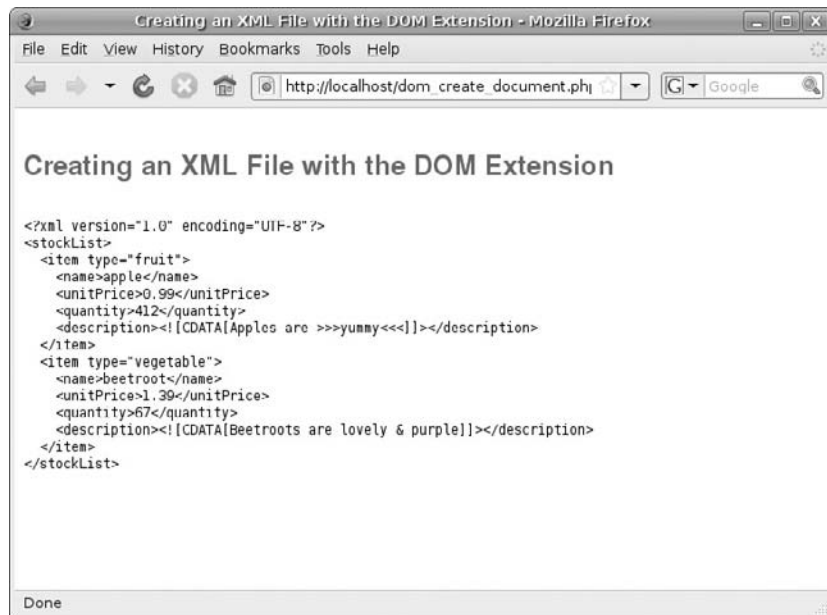 Creating an XML File with the DOM Extension - Mozilla Firefox
File Edit View History Bookmarks Tools Help
http://localhost/dom_create_document.ph
G Google
Creating an XML File with the DOM Extension
<?xml version="1.0" encoding="UTF-8"?>
<stockList>
  <item type="fruit">
    <name>apple</name>
    <unitPrice>0.99</unitPrice>
    <quantity>412</quantity>
    <description><![CDATA[Apples are >>>yummy<<<]]></description>
  </item>
  <item type="vegetable">
    <name>beetroot</name>
    <unitPrice>1.39</unitPrice>
    <quantity>67</quantity>
    <description><![CDATA[Beetroots are lovely & purple]]></description>
  </item>
</stockList>
Done